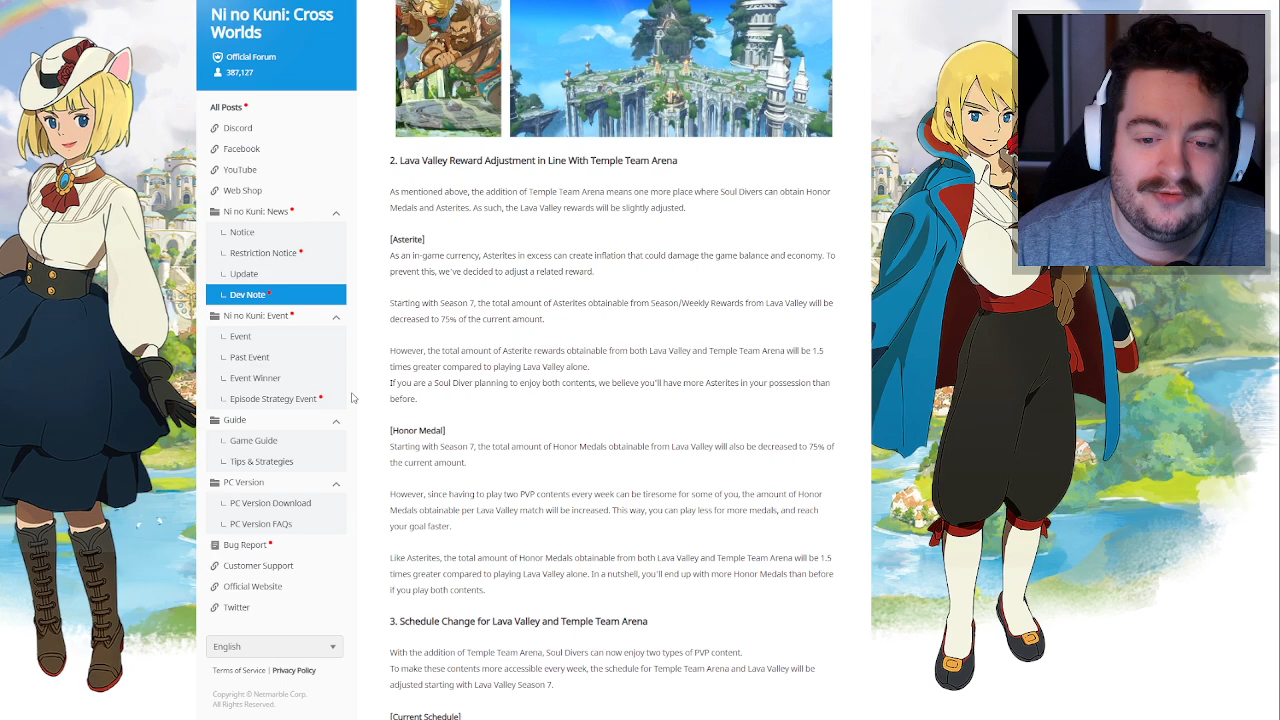 Ni no Kuni: Cross
Worlds
Official Forum
387,127
All Posts
Discord
Facebook
YouTube
Web Shop
Ni no Kuni: News
Notice
Restriction Notice
Update
Dev Note
Ni no Kuni: Event
Event
Past Event
Event Winner
Episode Strategy Event
Guide
Game Guide
Tips & Strategies
PC Version
PC Version Download
PC Version FAQs
Bug Report
Customer Support
Official Website
Twitter
English
Terms of Service | Privacy Policy
Copyright © Netmarble Corp.
All Rights Reserved.
2. Lava Valley Reward Adjustment in Line With Temple Team Arena
As mentioned above, the addition of Temple Team Arena means one more place where Soul Divers can obtain Honor
Medals and Asterites. As such, the Lava Valley rewards will be slightly adjusted.
[Asterite]
As an in-game currency, Asterites in excess can create inflation that could damage the game balance and economy. To
prevent this, we've decided to adjust a related reward.
Starting with Season 7, the total amount of Asterites obtainable from Season/Weekly Rewards from Lava Valley will be
decreased to 75% of the current amount.
However, the total amount of Asterite rewards obtainable from both Lava Valley and Temple Team Arena will be 1.5
times greater compared to playing Lava Valley alone.
If you are a Soul Diver planning to enjoy both contents, we believe you'll have more Asterites in your possession than
before.
[Honor Medal]
Starting with Season 7, the total amount of Honor Medals obtainable from Lava Valley will also be decreased to 75% of
the current amount.
However, since having to play two PVP contents every week can be tiresome for some of you, the amount of Honor
Medals obtainable per Lava Valley match will be increased. This way, you can play less for more medals, and reach
your goal faster.
Like Asterites, the total amount of Honor Medals obtainable from both Lava Valley and Temple Team Arena will be 1.5
times greater compared to playing Lava Valley alone. In a nutshell, you'll end up with more Honor Medals than before
if you play both contents.
3. Schedule Change for Lava Valley and Temple Team Arena
With the addition of Temple Team Arena, Soul Divers can now enjoy two types of PVP content.
To make these contents more accessible every week, the schedule for Temple Team Arena and Lava Valley will be
adjusted starting with Lava Valley Season 7.
[Current Schedule]